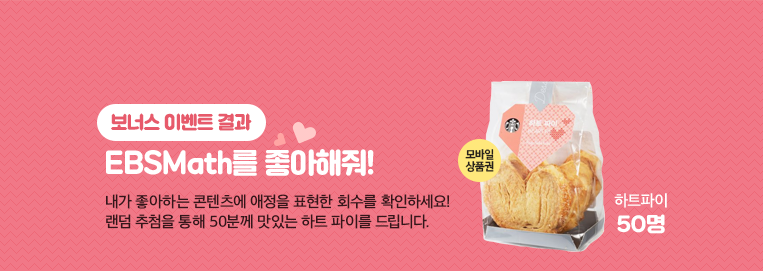 보너스 이벤트 결과
EBSMath를 좋아해줘!
내가 좋아하는 콘텐츠에 애정을 표현한 회수를 확인하세요!
랜덤 추첨을 통해 50분께 맛있는 하트 파이를 드립니다.
모바일
상품권
하트 파이
하트파이
50명